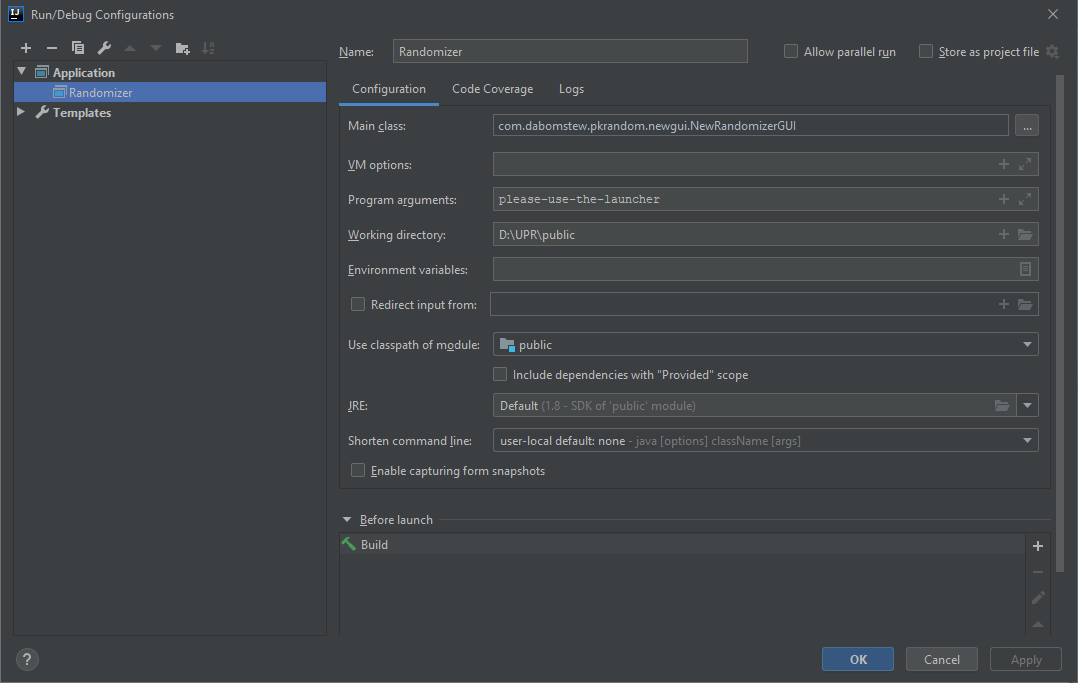 IJ Run/Debug Configurations
Name: Randomizer Allow parallel run Store as project file
Application
Randomizer
Templates
Configuration Code Coverage Logs
Main class: com.dabomstew.pkrandom.newgui.NewRandomizerGUI ...
VM options:
Program arguments: please-use-the-launcher
Working directory: D:\UPR\public
Environment variables:
Redirect input from:
Use classpath of module: public
Include dependencies with "Provided" scope
JRE: Default (1.8 - SDK of 'public' module)
Shorten command line: user-local default: none - java [options] className [args]
Enable capturing form snapshots
Before launch
Build
? OK Cancel Apply